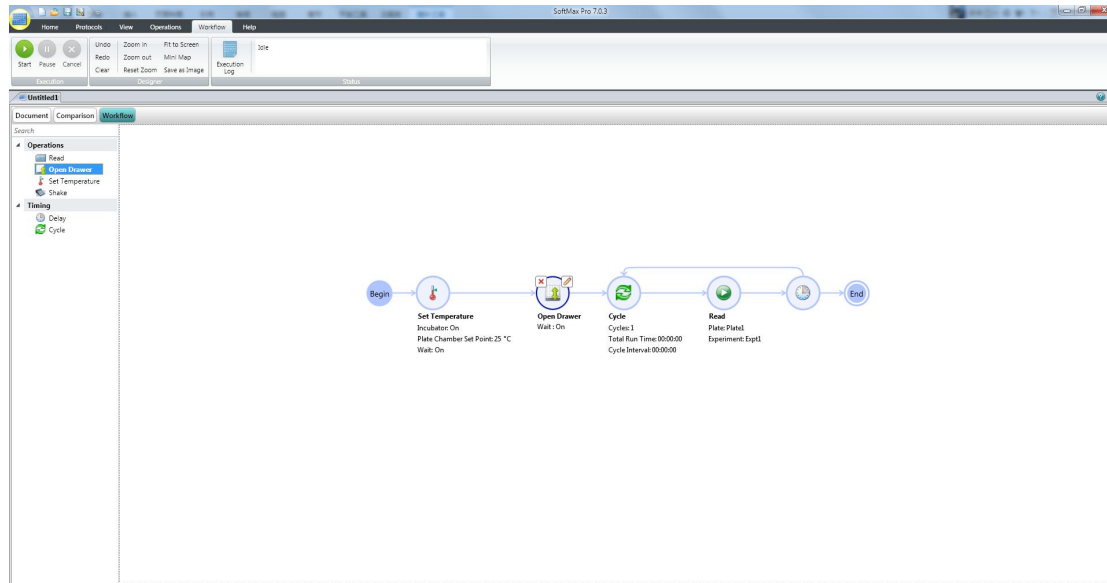 SoftMax Pro 7.0.3
Home Protocols View Operations Workflow Help
Start Pause Cancel
Undo Zoom in Fit to Screen
Redo Zoom out Mini Map
Clear Reset Zoom Save as Image
Execution Log
Idle
Execution Designer Status
Untitled1
Document Comparison Workflow
Search
Operations
Read
Open Drawer
Set Temperature
Shake
Timing
Delay
Cycle
Begin
Set Temperature
Incubator: On
Plate Chamber Set Point: 25 °C
Wait: On
Open Drawer
Wait : On
Cycle
Cycles: 1
Total Run Time: 00:00:00
Cycle Interval: 00:00:00
Read
Plate: Plate1
Experiment: Expt1
End